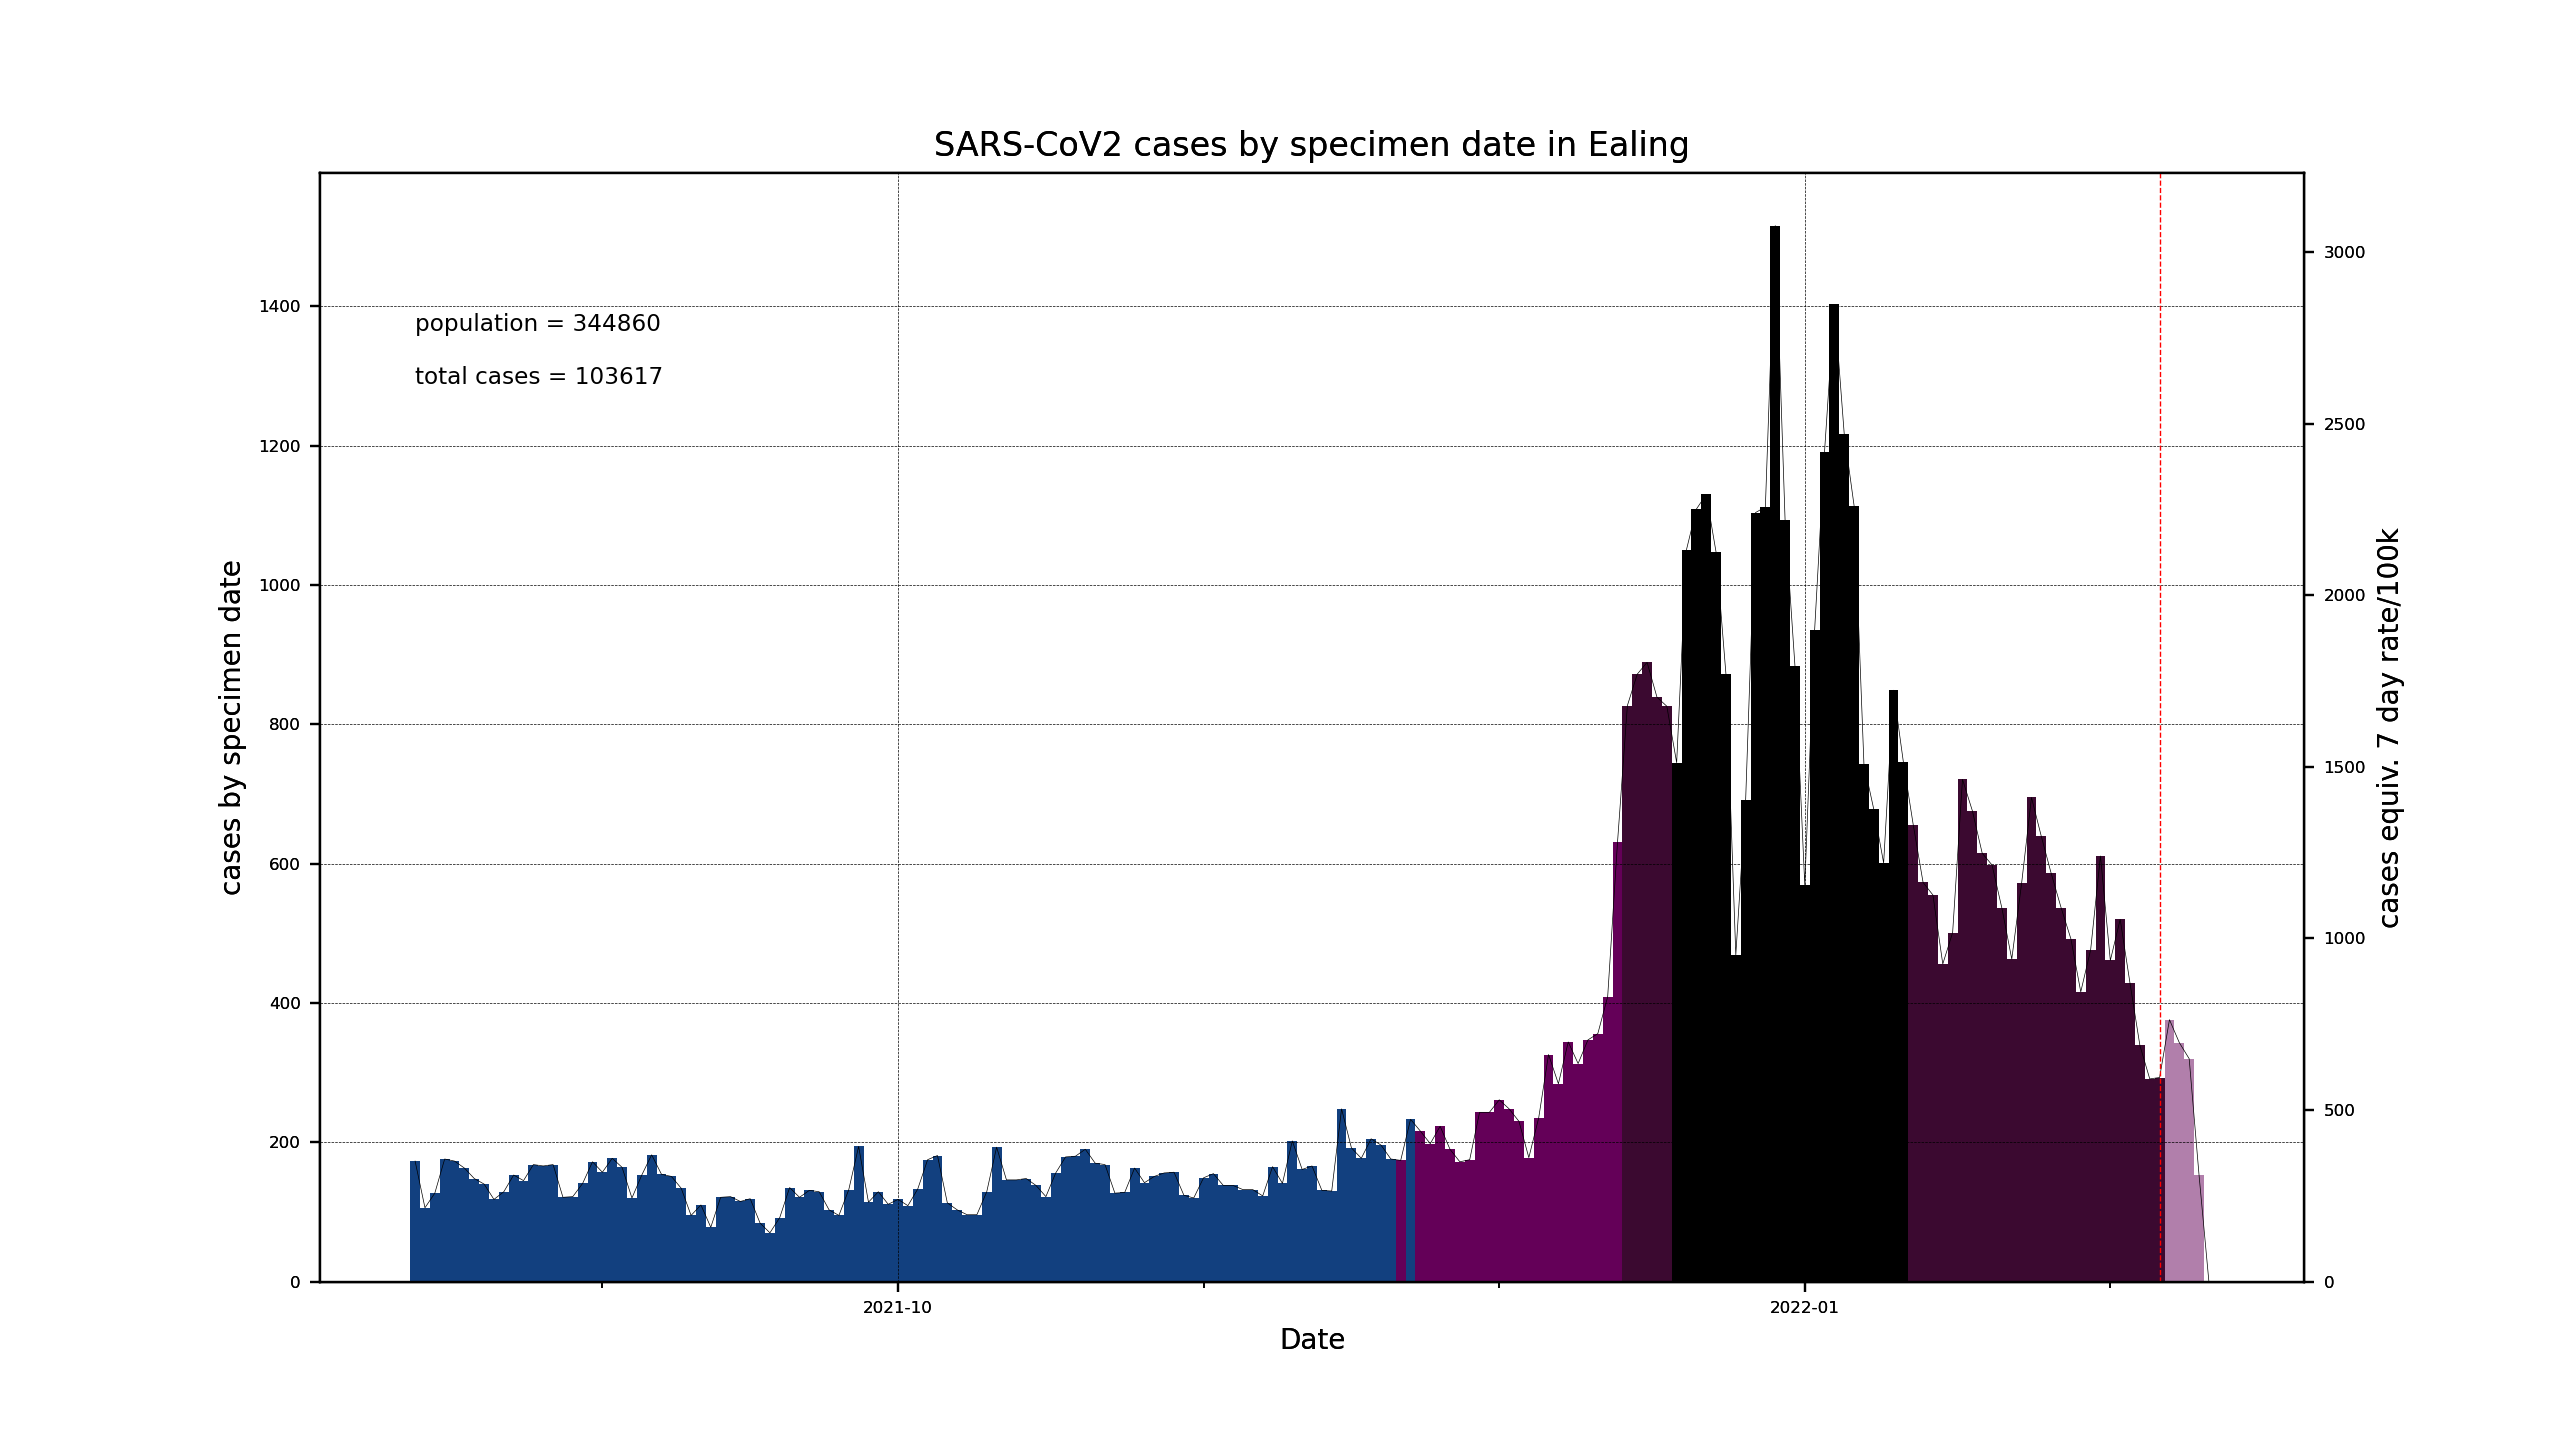 SARS-CoV2 cases by specimen date in Ealing
population = 344860
total cases = 103617
cases by specimen date
1400
1200
1000
800
600
400
200
0
3000
2500
2000
1500
1000
500
0
cases equiv. 7 day rate/100k
2021-10
2022-01
Date